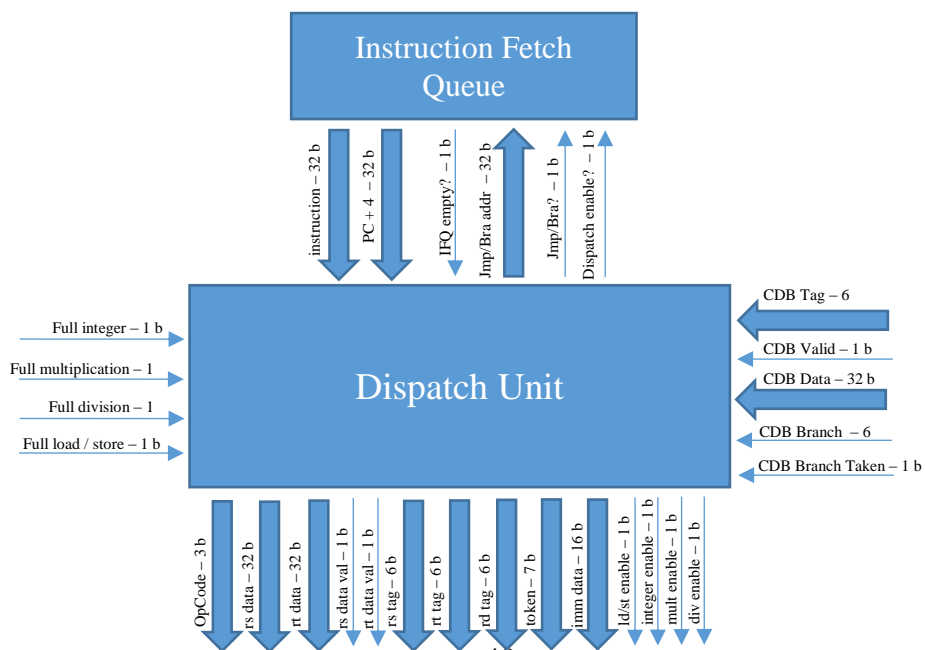 Instruction Fetch
Queue
instruction – 32 b
PC + 4 – 32 b
IFQ empty? – 1 b
Jmp/Bra addr – 32 b
Jmp/Bra? – 1 b
Dispatch enable? – 1 b
Full integer – 1 b
Full multiplication – 1
Full division – 1
Full load / store – 1 b
Dispatch Unit
CDB Tag – 6
CDB Valid – 1 b
CDB Data – 32 b
CDB Branch – 6
CDB Branch Taken – 1 b
OpCode – 3 b
rs data – 32 b
rt data – 32 b
rs data val – 1 b
rt data val – 1 b
rs tag – 6 b
rt tag – 6 b
rd tag – 6 b
token – 7 b
imm data – 16 b
ld/st enable – 1 b
integer enable – 1 b
mult enable – 1 b
div enable – 1 b